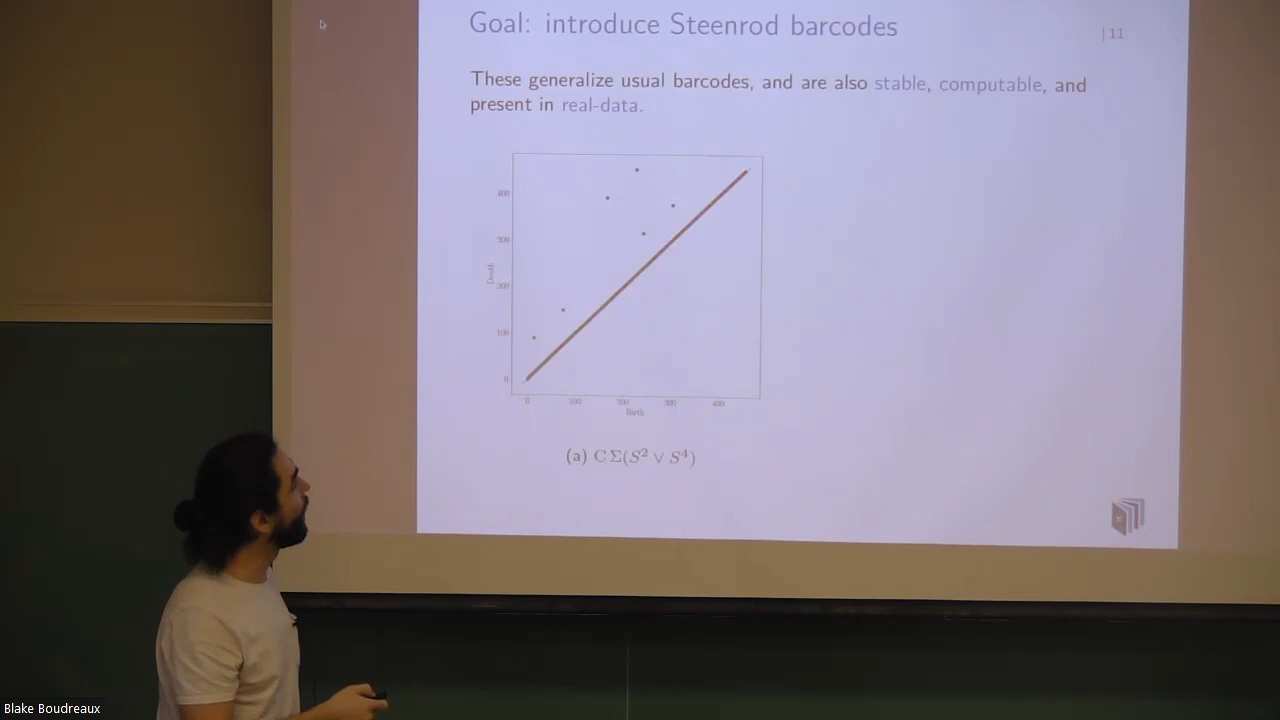 Goal: introduce Steenrod barcodes
| 11
These generalize usual barcodes, and are also stable, computable, and
present in real-data.
400
300
200
100
0
Death
0 100 200 300 400
Birth
(a) C Σ(S² ∨ S⁴)
Blake Boudreaux